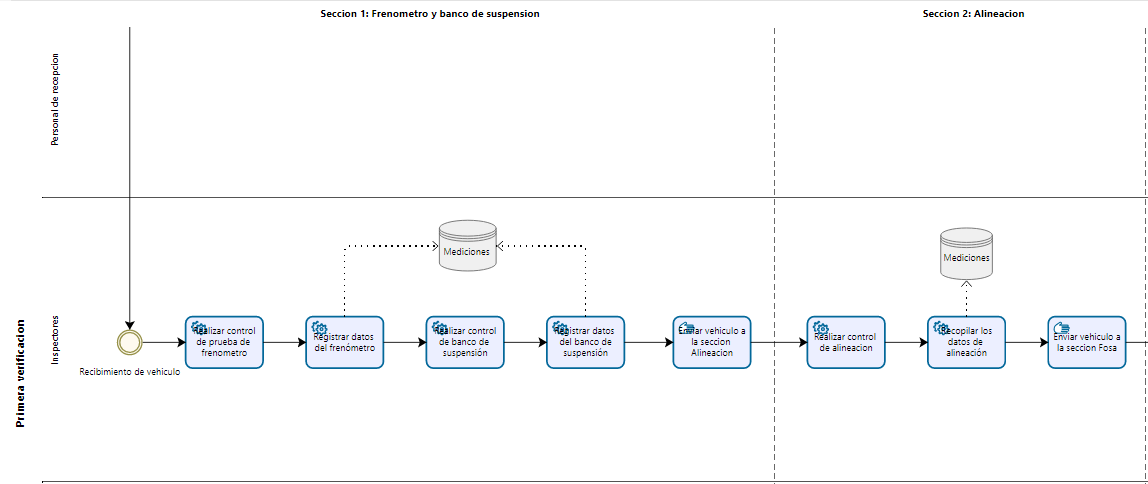 Seccion 1: Frenometro y banco de suspension
Seccion 2: Alineacion
Personal de recepcion
Primera verificacion
Inspectores
Mediciones
Mediciones
Recibimiento de vehiculo
Realizar control
de prueba de
frenometro
Registrar datos
del frenómetro
Realizar control
de banco de
suspensión
Registrar datos
del banco de
suspensión
Enviar vehiculo a
la seccion
Alineacion
Realizar control
de alineacion
Recopilar los
datos de
alineación
Enviar vehiculo a
la seccion Fosa